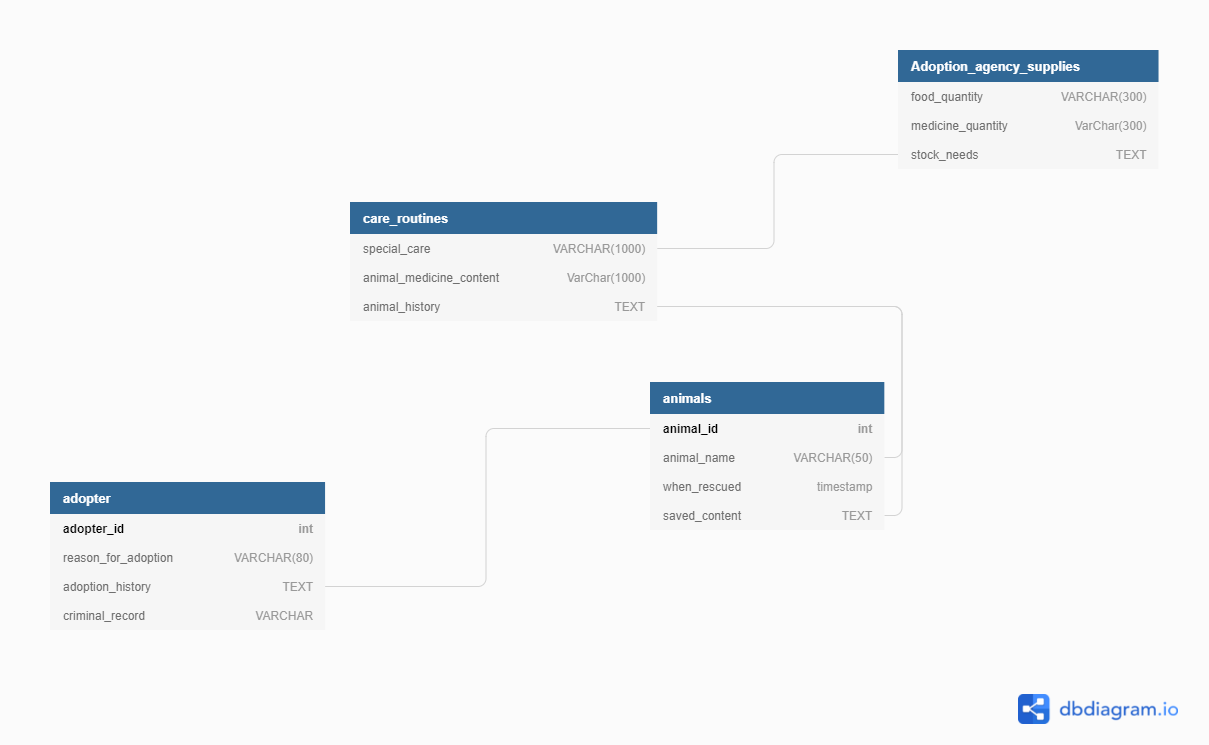 Adoption_agency_supplies
food_quantity VARCHAR(300)
medicine_quantity VarChar(300)
stock_needs TEXT
care_routines
special_care VARCHAR(1000)
animal_medicine_content VarChar(1000)
animal_history TEXT
animals
animal_id int
animal_name VARCHAR(50)
when_rescued timestamp
saved_content TEXT
adopter
adopter_id int
reason_for_adoption VARCHAR(80)
adoption_history TEXT
criminal_record VARCHAR
dbdiagram.io